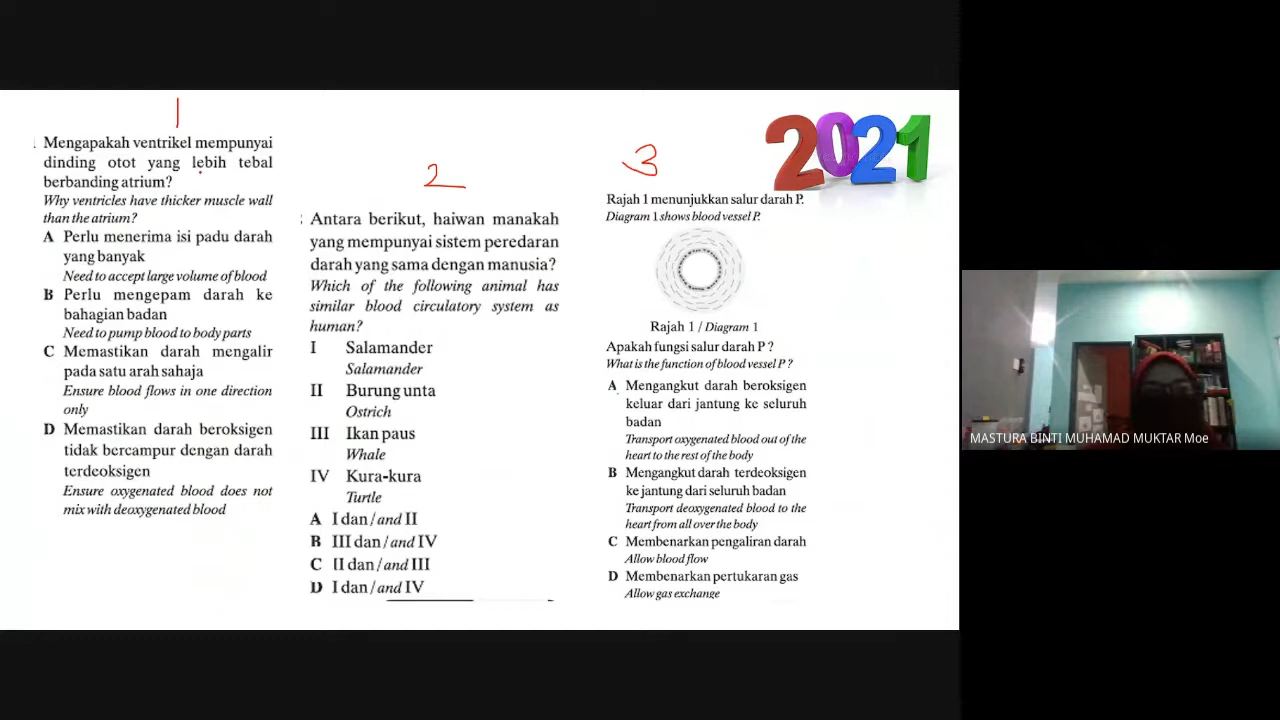 1
Mengapakah ventrikel mempunyai
dinding otot yang lebih tebal
berbanding atrium?
Why ventricles have thicker muscle wall
than the atrium?
A Perlu menerima isi padu darah
yang banyak
Need to accept large volume of blood
B Perlu mengepam darah ke
bahagian badan
Need to pump blood to body parts
C Memastikan darah mengalir
pada satu arah sahaja
Ensure blood flows in one direction
only
D Memastikan darah beroksigen
tidak bercampur dengan darah
terdeoksigen
Ensure oxygenated blood does not
mix with deoxygenated blood
2
Antara berikut, haiwan manakah
yang mempunyai sistem peredaran
darah yang sama dengan manusia?
Which of the following animal has
similar blood circulatory system as
human?
I Salamander
Salamander
II Burung unta
Ostrich
III Ikan paus
Whale
IV Kura-kura
Turtle
A I dan / and II
B III dan / and IV
C II dan / and III
D I dan / and IV
3
2021
Rajah 1 menunjukkan salur darah P.
Diagram 1 shows blood vessel P.
Rajah 1 / Diagram 1
Apakah fungsi salur darah P ?
What is the function of blood vessel P ?
A Mengangkut darah beroksigen
keluar dari jantung ke seluruh
badan
Transport oxygenated blood out of the
heart to the rest of the body
B Mengangkut darah terdeoksigen
ke jantung dari seluruh badan
Transport deoxygenated blood to the
heart from all over the body
C Membenarkan pengaliran darah
Allow blood flow
D Membenarkan pertukaran gas
Allow gas exchange
MASTURA BINTI MUHAMAD MUKTAR Moe